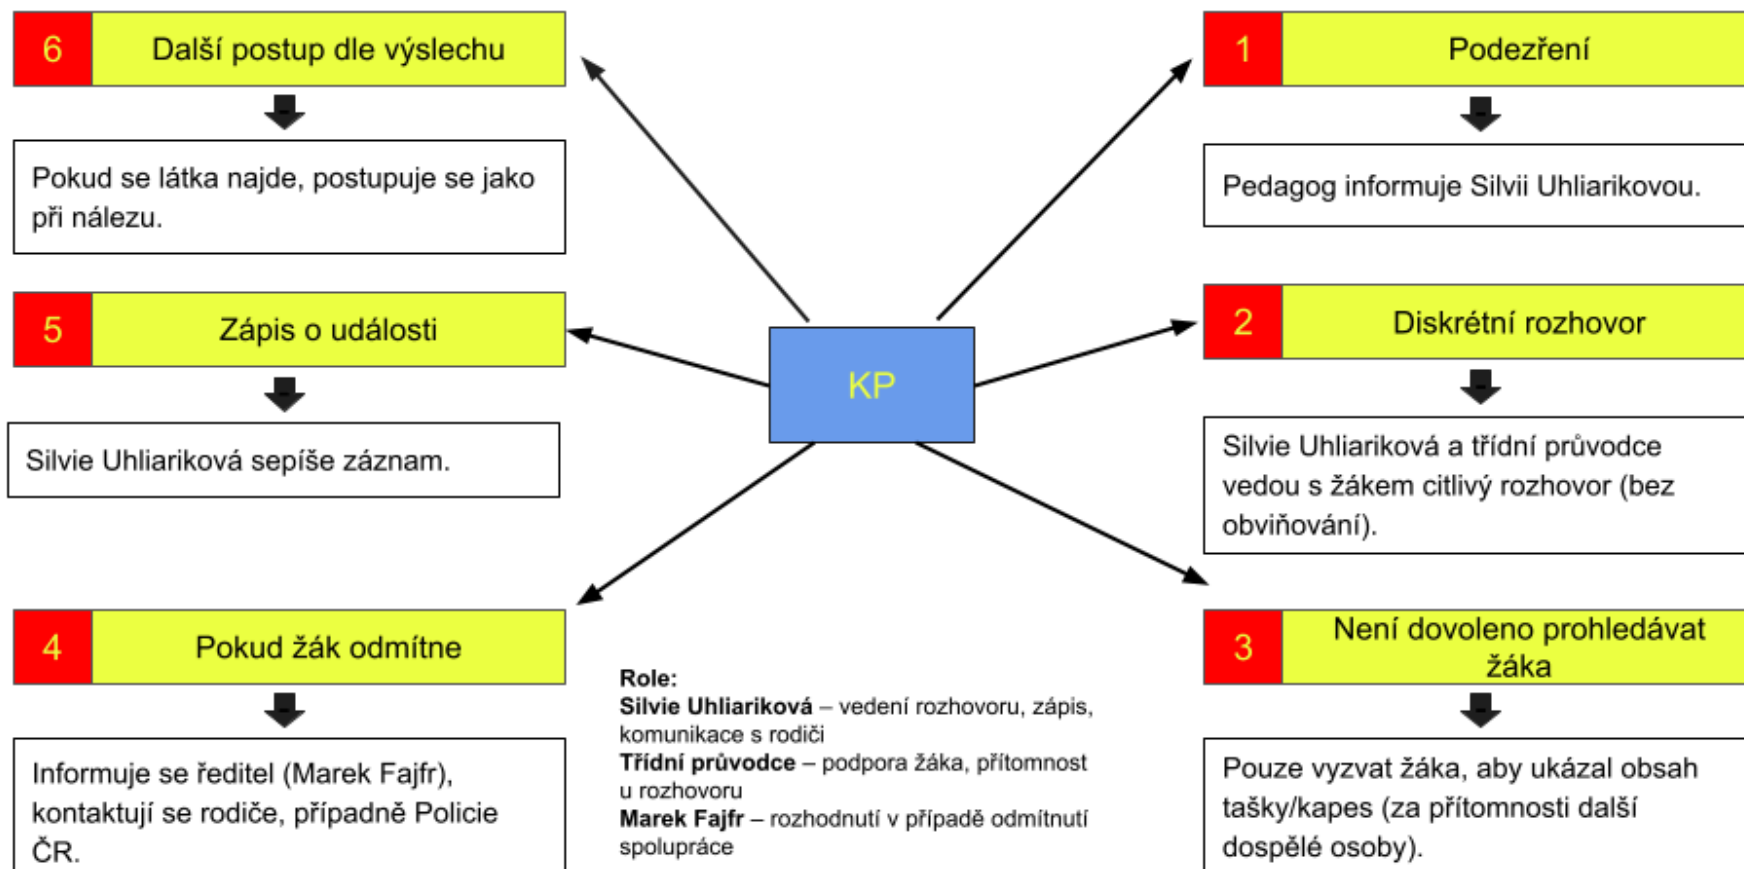 6
Další postup dle výslechu
Pokud se látka najde, postupuje se jako
při nálezu.
5
Zápis o události
Silvie Uhliariková sepíše záznam.
4
Pokud žák odmítne
Informuje se ředitel (Marek Fajfr),
kontaktují se rodiče, případně Policie
ČR.
KP
Role:
Silvie Uhliariková – vedení rozhovoru, zápis,
komunikace s rodiči
Třídní průvodce – podpora žáka, přítomnost
u rozhovoru
Marek Fajfr – rozhodnutí v případě odmítnutí
spolupráce
1
Podezření
Pedagog informuje Silvii Uhliarikovou.
2
Diskrétní rozhovor
Silvie Uhliariková a třídní průvodce
vedou s žákem citlivý rozhovor (bez
obviňování).
3
Není dovoleno prohledávat
žáka
Pouze vyzvat žáka, aby ukázal obsah
tašky/kapes (za přítomnosti další
dospělé osoby).